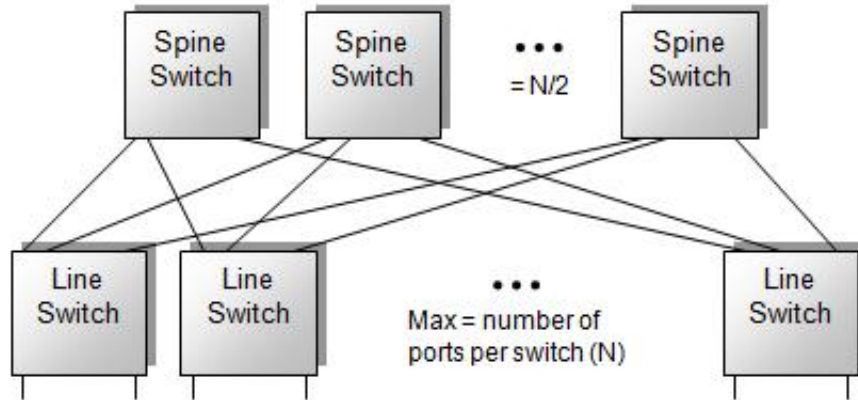 Spine
Switch
Spine
Switch
= N/2
Spine
Switch
Line
Switch
Line
Switch
Max = number of
ports per switch (N)
Line
Switch